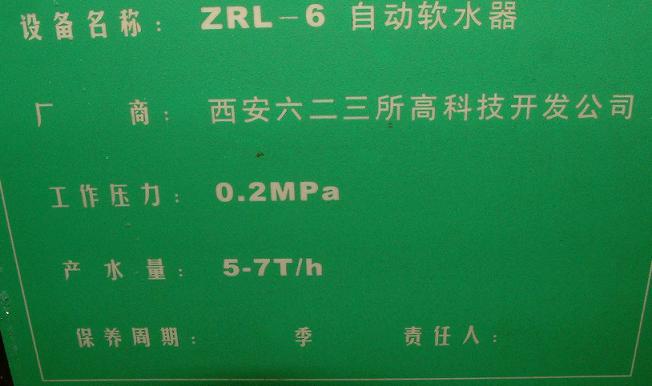 设备名称： ZRL-6 自动软水器
厂 商： 西安六二三所高科技开发公司
工作压力： 0.2MPa
产水量： 5-7T/h
保养周期： 季 责任人：